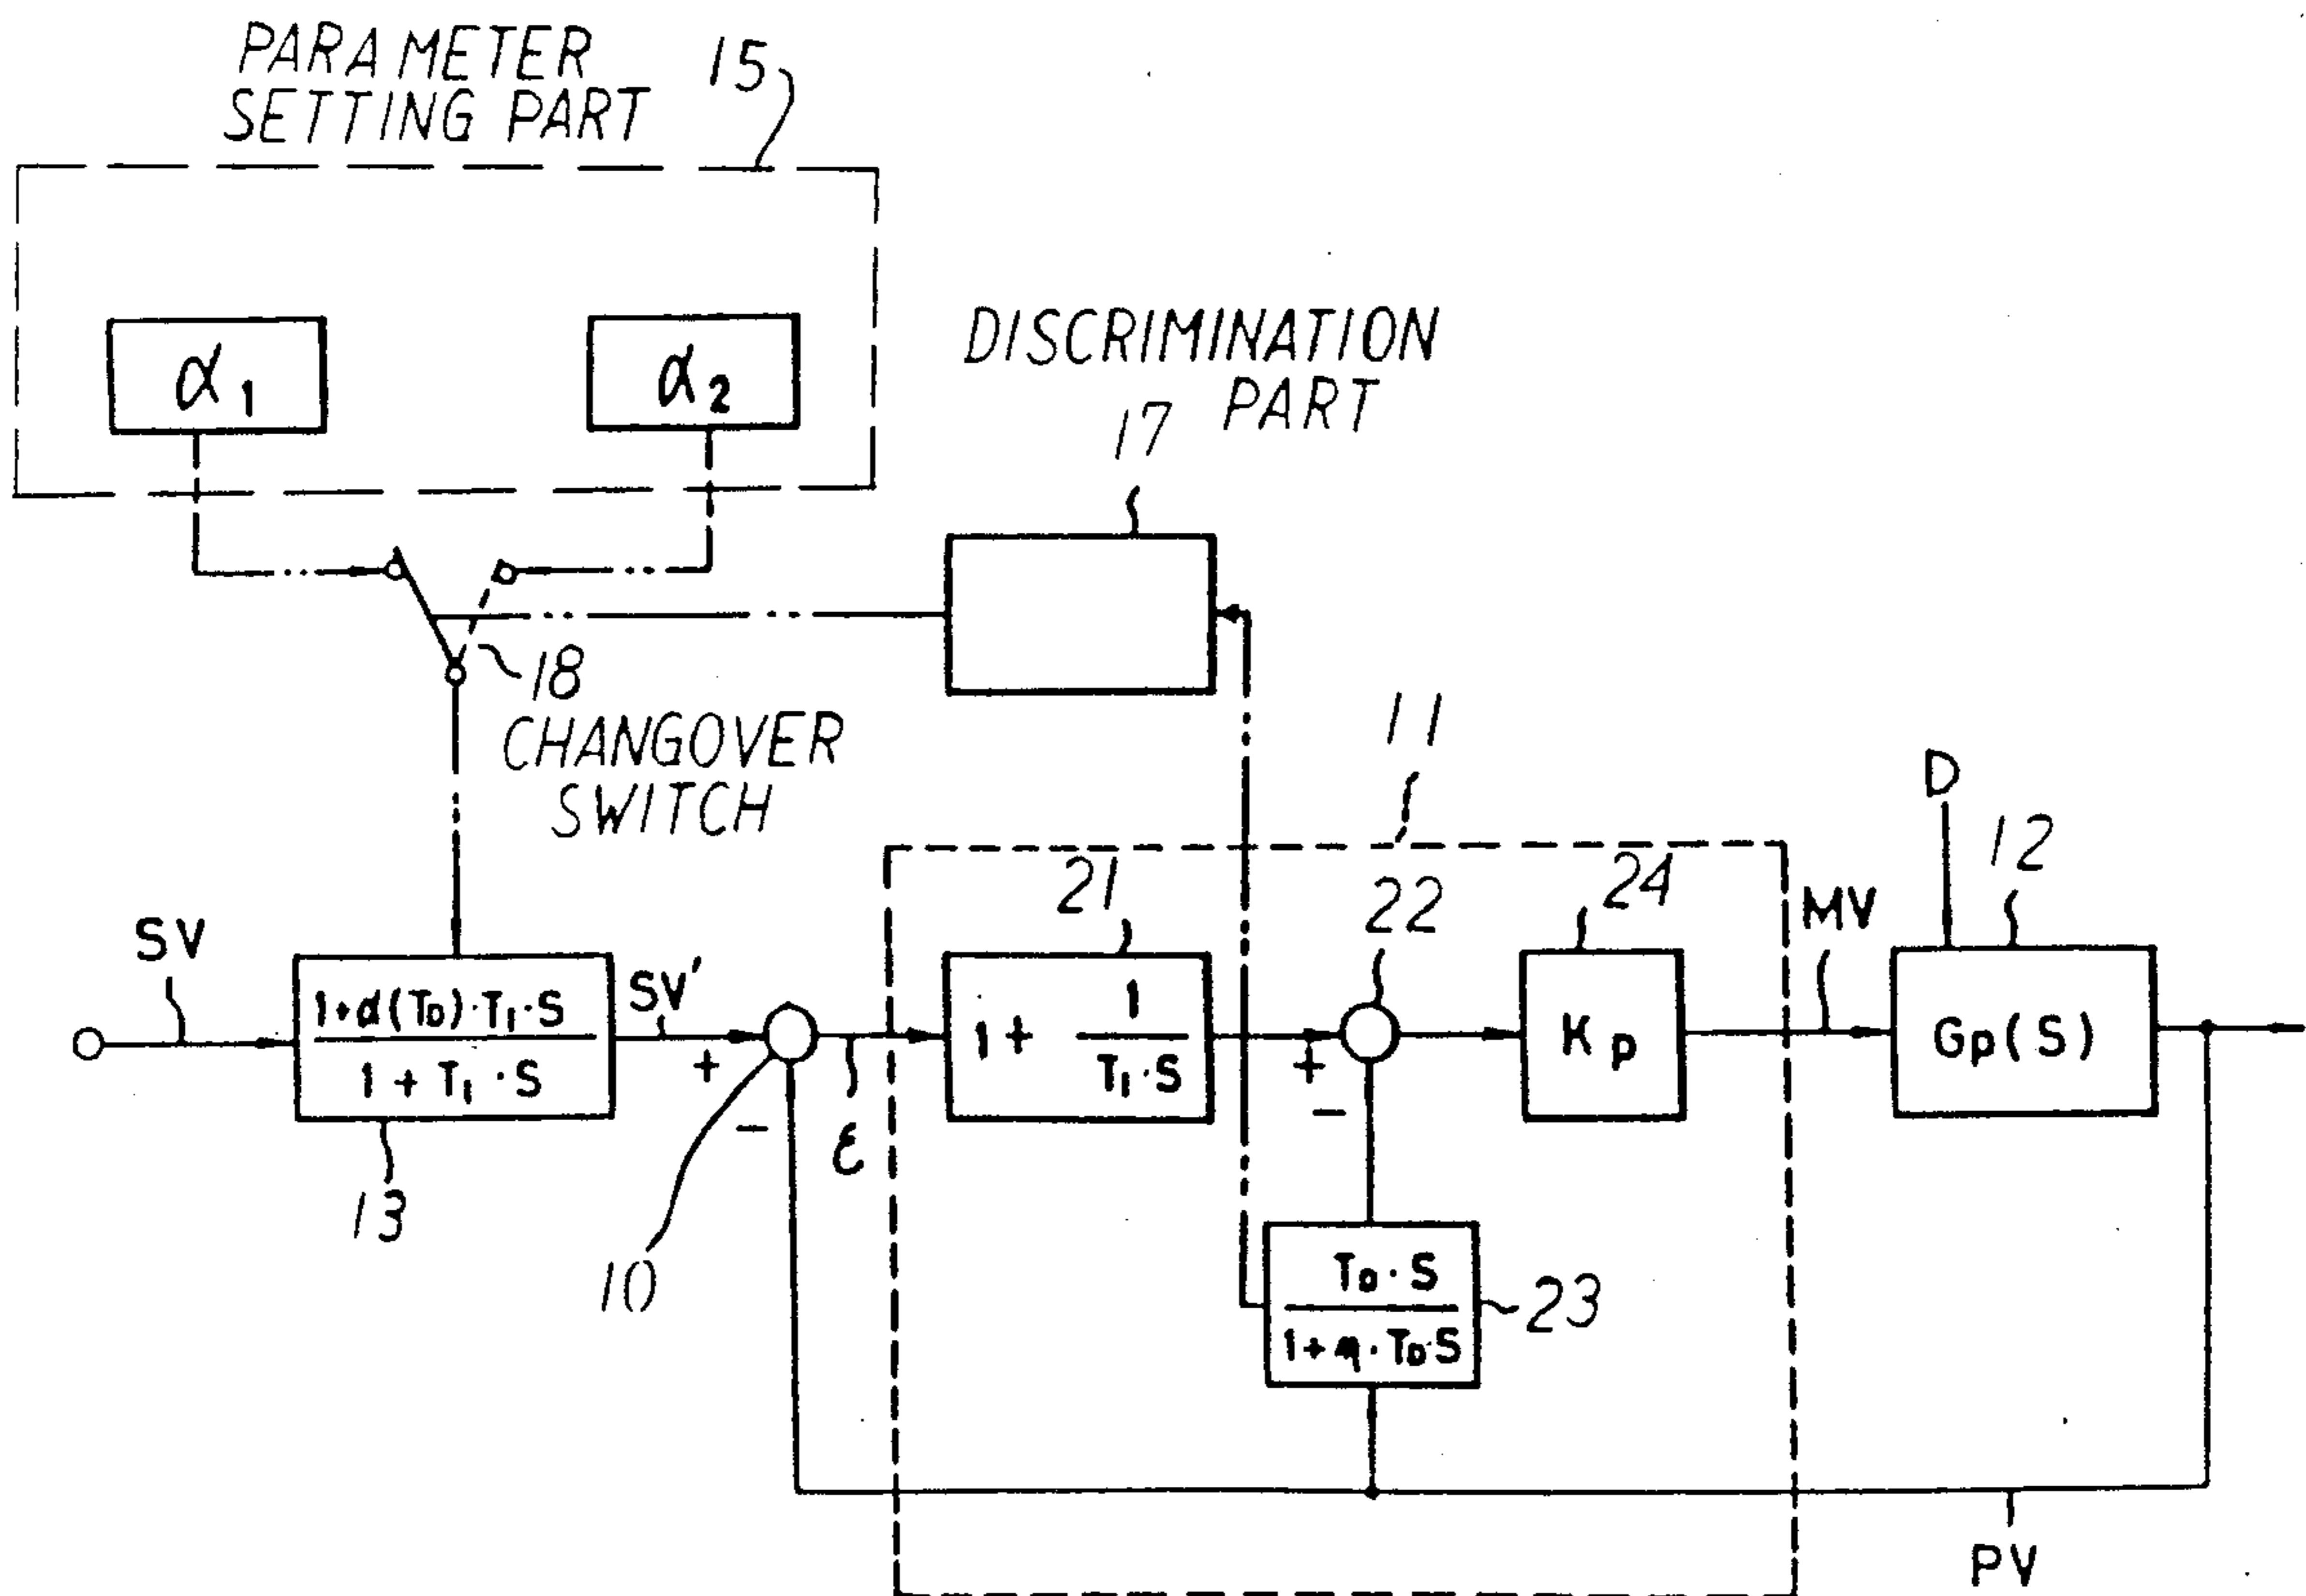 PARAMETER
SETTING PART
15
α1
α2
DISCRIMINATION
PART
17
18
CHANGOVER
SWITCH
11
D
12
21
22
24
MV
SV
1+α(TD)·TI·S
1 + TI·S
SV'
+
−
ε
1+
1
TI·S
+
−
Kp
Gp(S)
13
10
TD·S
1+η·TD·S
23
PV